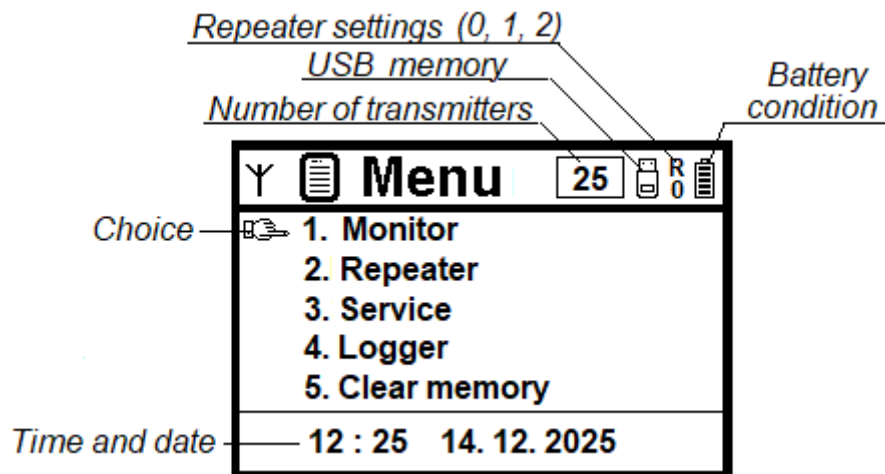 Repeater settings (0, 1, 2)
USB memory
Number of transmitters
Battery
condition
Menu 25 R 0
Choice
1. Monitor
2. Repeater
3. Service
4. Logger
5. Clear memory
Time and date
12 : 25 14. 12. 2025